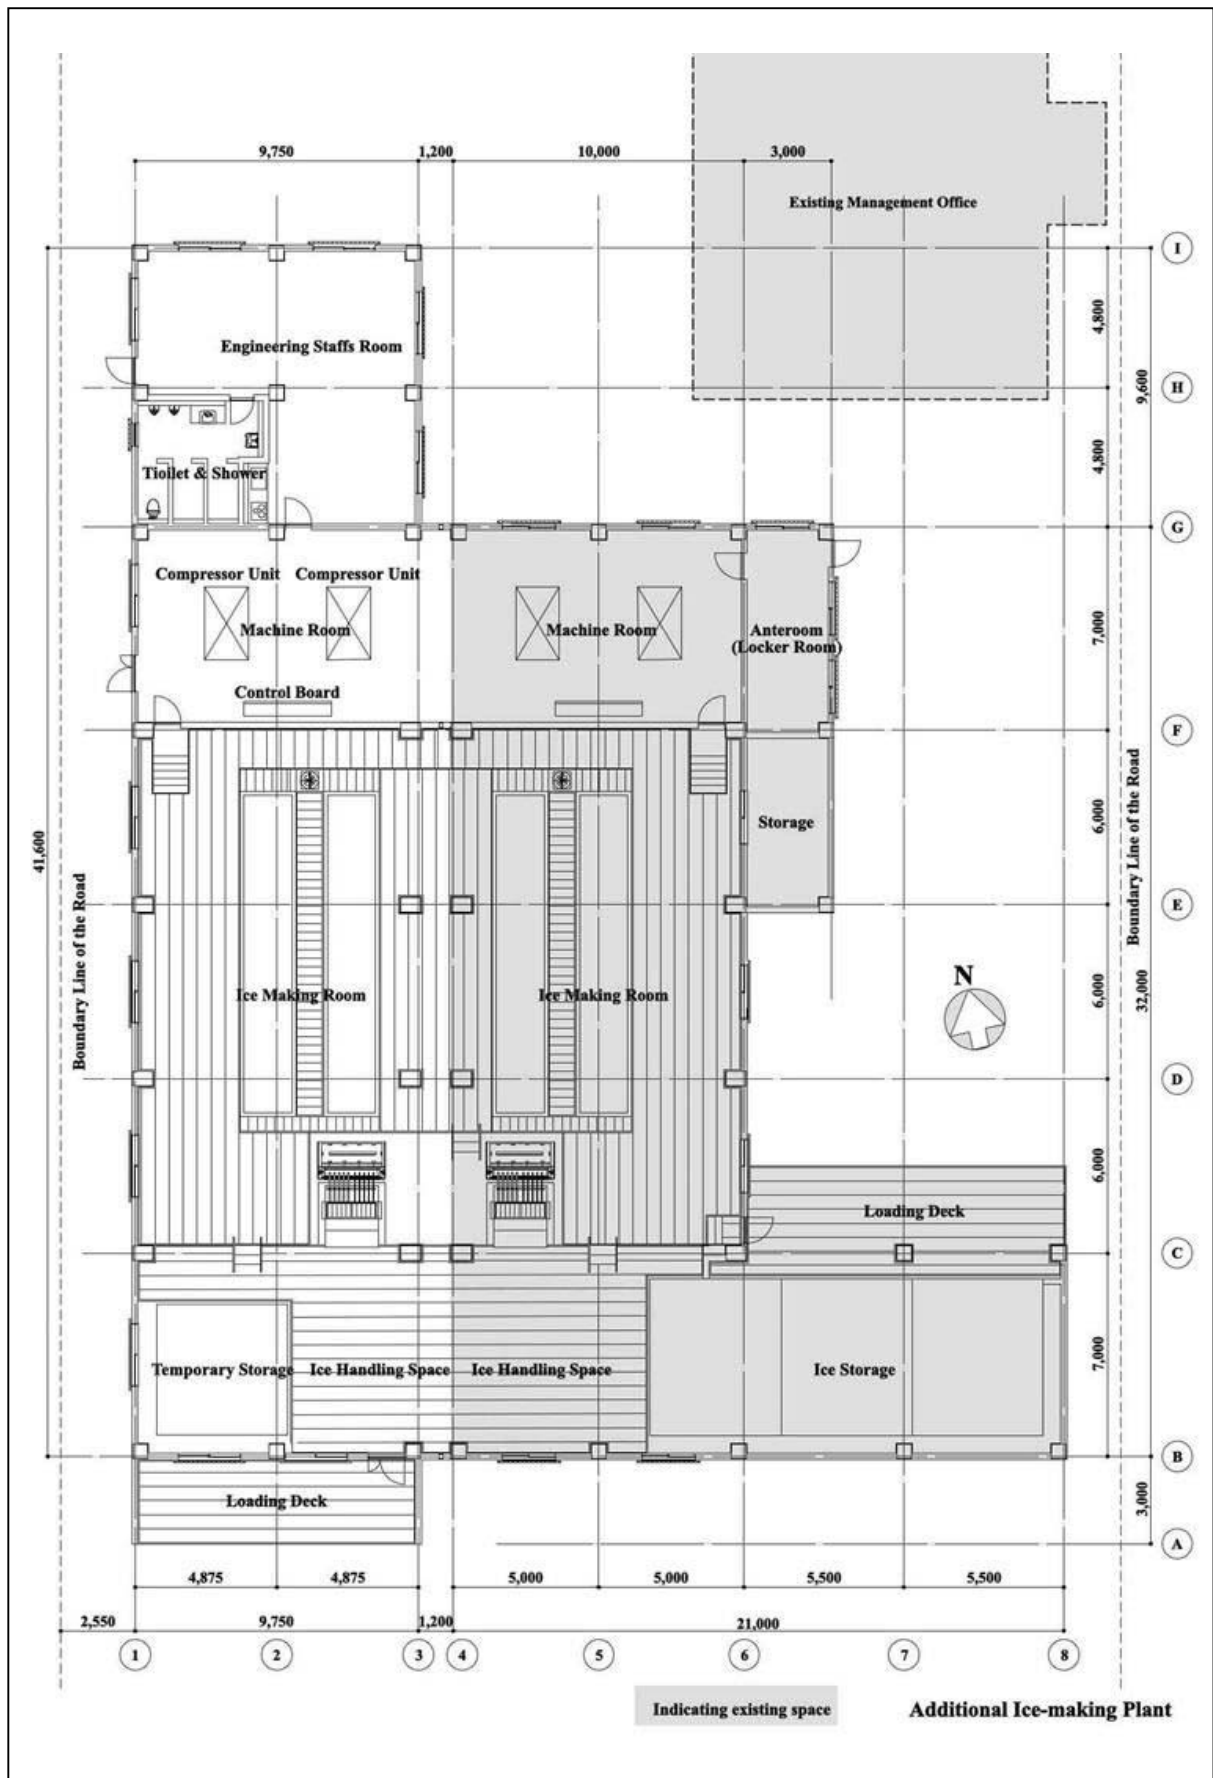 9,750
1,200
10,000
3,000
Existing Management Office
I
4,800
Engineering Staffs Room
9,600
H
4,800
Tioilet & Shower
G
Compressor Unit
Compressor Unit
Machine Room
Machine Room
Anteroom
(Locker Room)
7,000
Control Board
F
Boundary Line of the Road
6,000
Storage
41,600
Boundary Line of the Road
E
N
Ice Making Room
Ice Making Room
6,000
32,000
D
6,000
Loading Deck
C
Temporary Storage
Ice Handling Space
Ice Handling Space
Ice Storage
7,000
B
Loading Deck
3,000
A
4,875
4,875
5,000
5,000
5,500
5,500
2,550
9,750
1,200
21,000
1
2
3
4
5
6
7
8
Indicating existing space
Additional Ice-making Plant